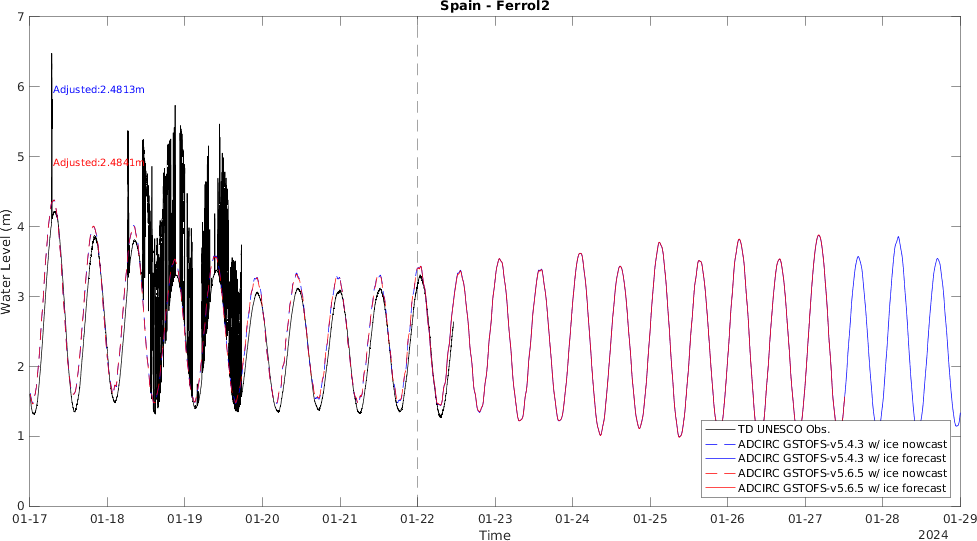 Spain - Ferrol2
Water Level (m)
7
6
5
4
3
2
1
0
Adjusted:2.4813m
Adjusted:2.4841m
TD UNESCO Obs.
ADCIRC GSTOFS-v5.4.3 w/ ice nowcast
ADCIRC GSTOFS-v5.4.3 w/ ice forecast
ADCIRC GSTOFS-v5.6.5 w/ ice nowcast
ADCIRC GSTOFS-v5.6.5 w/ ice forecast
01-17 01-18 01-19 01-20 01-21 01-22 01-23 01-24 01-25 01-26 01-27 01-28 01-29
Time
2024